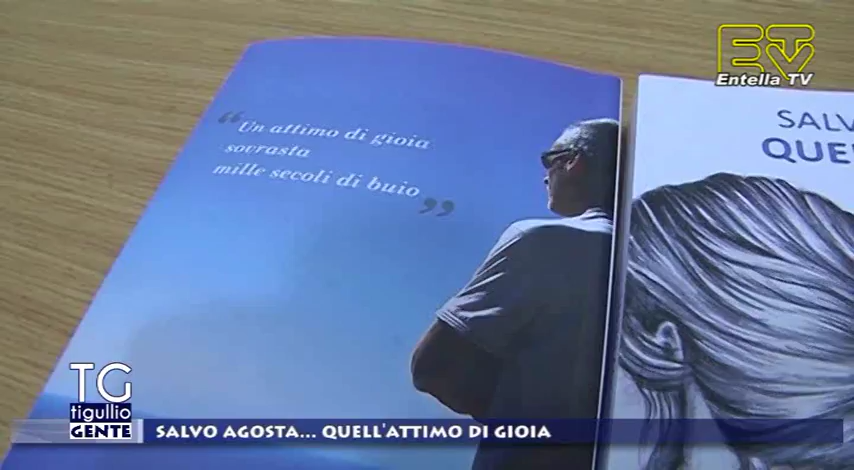 ETV
Entella TV
“Un attimo di gioia
sovrasta
mille secoli di buio”
SALV
QUEL
TG
tigullio
GENTE
SALVO AGOSTA... QUELL'ATTIMO DI GIOIA